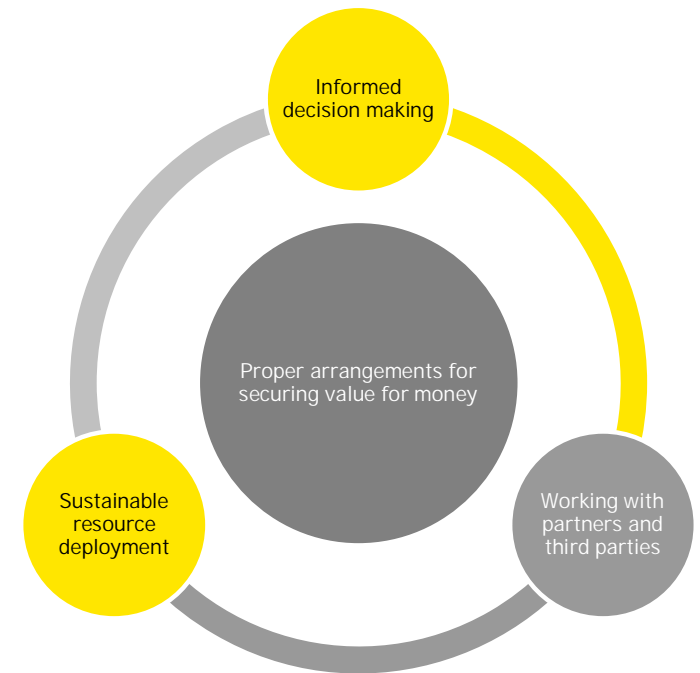 Informed
decision making
Proper arrangements for
securing value for money
Sustainable
resource
deployment
Working with
partners and
third parties